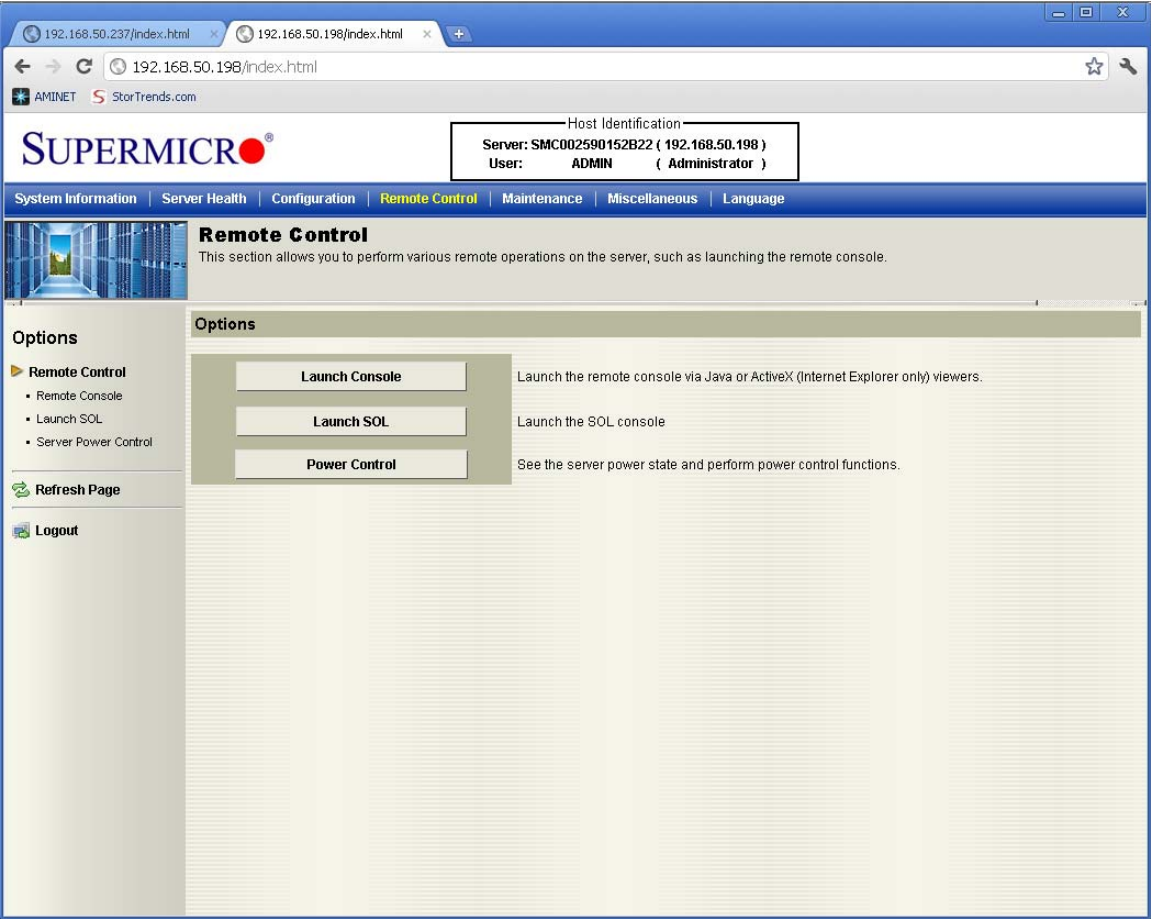 192.168.50.237/index.html × 192.168.50.198/index.html ×
192.168.50.198/index.html
AMINET StorTrends.com
SUPERMICRO®
Host Identification
Server: SMC002590152B22 ( 192.168.50.198 )
User: ADMIN ( Administrator )
System Information | Server Health | Configuration | Remote Control | Maintenance | Miscellaneous | Language
Remote Control
This section allows you to perform various remote operations on the server, such as launching the remote console.
Options
Remote Control
• Remote Console
• Launch SOL
• Server Power Control
Refresh Page
Logout
Options
Launch Console Launch the remote console via Java or ActiveX (Internet Explorer only) viewers.
Launch SOL Launch the SOL console
Power Control See the server power state and perform power control functions.